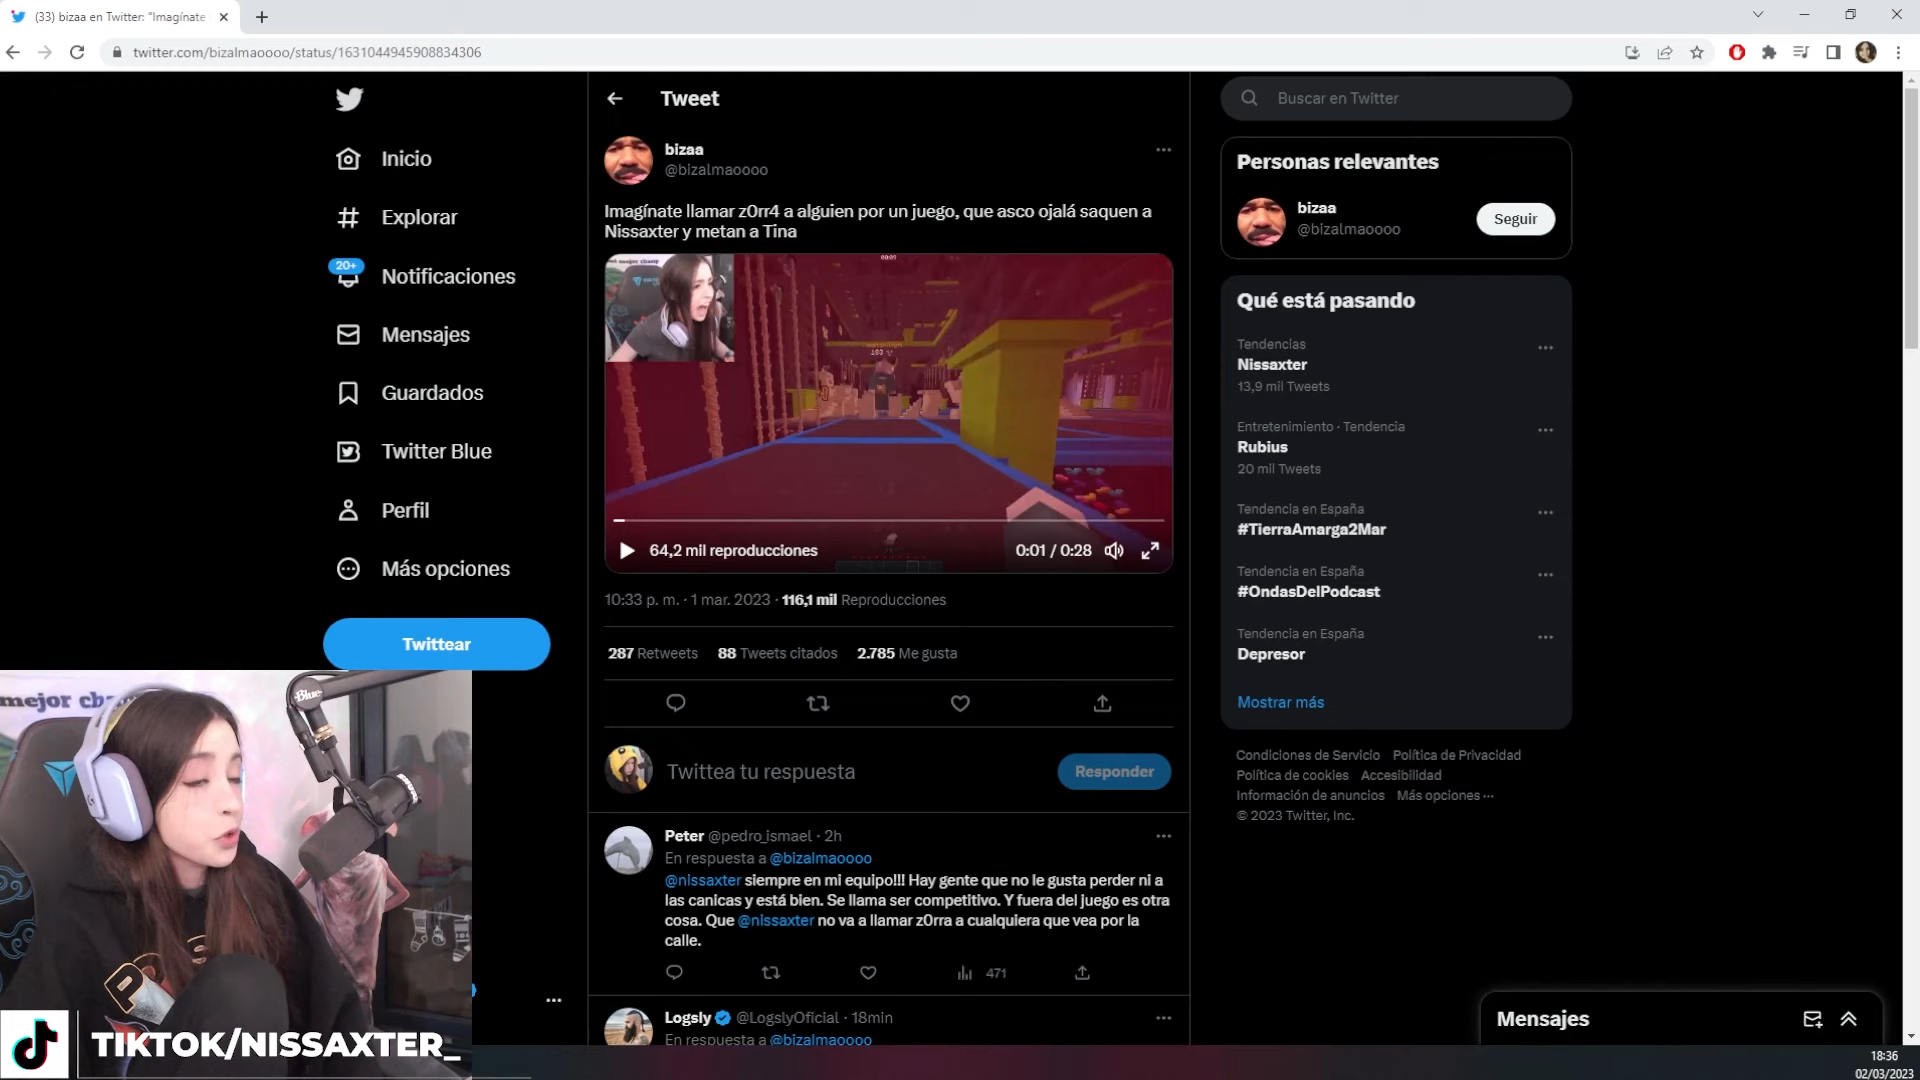 (33) bizaa en Twitter: "Imagínate
twitter.com/bizalmaoooo/status/1631044945908834306
Inicio
Explorar
20+
Notificaciones
Mensajes
Guardados
Twitter Blue
Perfil
Más opciones
Twittear
Tweet
bizaa
@bizalmaoooo
Imagínate llamar z0rr4 a alguien por un juego, que asco ojalá saquen a
Nissaxter y metan a Tina
mejor champ
64,2 mil reproducciones
0:01 / 0:28
10:33 p. m. · 1 mar. 2023 · 116,1 mil Reproducciones
287 Retweets 88 Tweets citados 2.785 Me gusta
Twittea tu respuesta
Responder
Peter @pedro_ismael · 2h
En respuesta a @bizalmaoooo
@nissaxter siempre en mi equipo!!! Hay gente que no le gusta perder ni a
las canicas y está bien. Se llama ser competitivo. Y fuera del juego es otra
cosa. Que @nissaxter no va a llamar z0rra a cualquiera que vea por la
calle.
471
Logsly @LogslyOficial · 18min
En respuesta a @bizalmaoooo
Buscar en Twitter
Personas relevantes
bizaa
@bizalmaoooo
Seguir
Qué está pasando
Tendencias
Nissaxter
13,9 mil Tweets
Entretenimiento · Tendencia
Rubius
20 mil Tweets
Tendencia en España
#TierraAmarga2Mar
Tendencia en España
#OndasDelPodcast
Tendencia en España
Depresor
Mostrar más
Condiciones de Servicio Política de Privacidad
Política de cookies Accesibilidad
Información de anuncios Más opciones ···
© 2023 Twitter, Inc.
Mensajes
mejor ch
Blue
TIKTOK/NISSAXTER_
18:36
02/03/2023